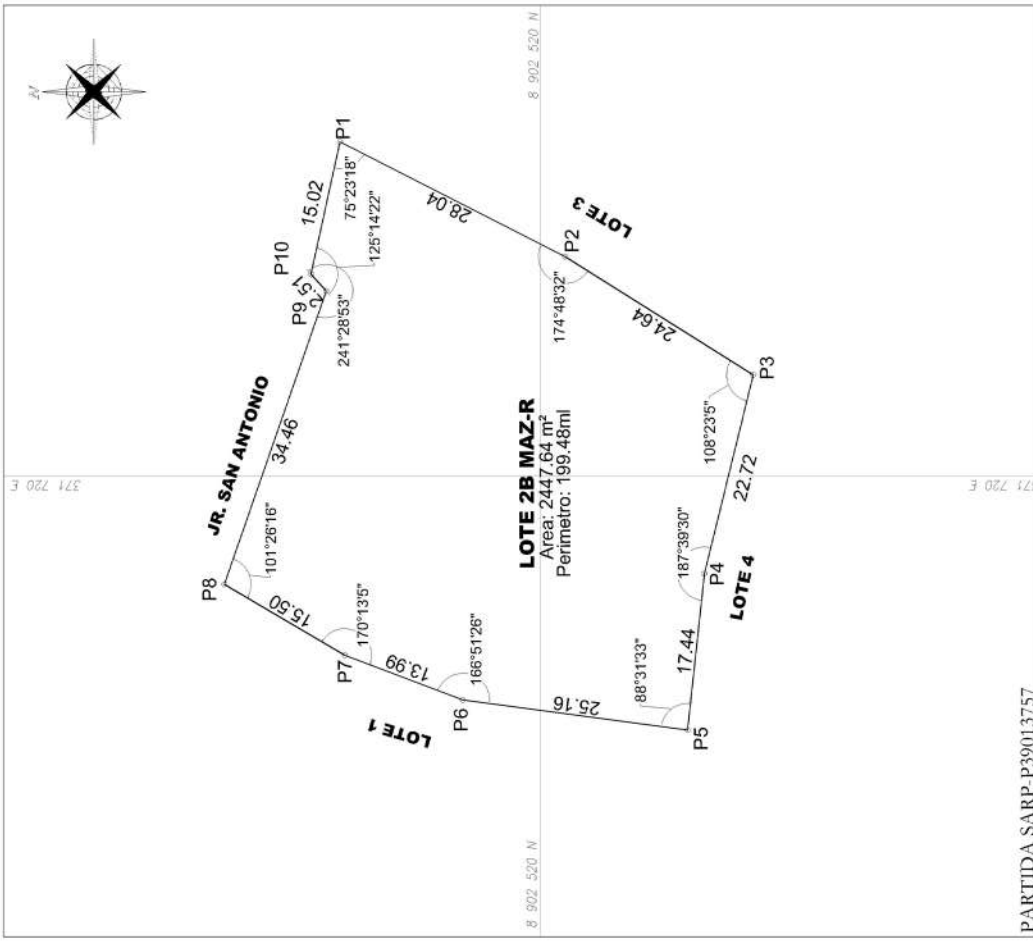 N
8 902 520 N
371 720 E
P1
15.02
75°23'18"
P10
125°14'22"
2.51
P9
241°28'53"
28.04
P2
LOTE 3
174°48'32"
24.64
P3
108°23'5"
JR. SAN ANTONIO
34.46
101°26'16"
P8
15.50
170°13'5"
P7
13.99
LOTE 1
P6
166°51'26"
25.16
88°31'33"
P5
17.44
187°39'30"
P4
LOTE 4
22.72
LOTE 2B MAZ-R
Area: 2447.64 m²
Perimetro: 199.48ml
8 902 520 N
371 720 E
PARTIDA SARP-P39013757